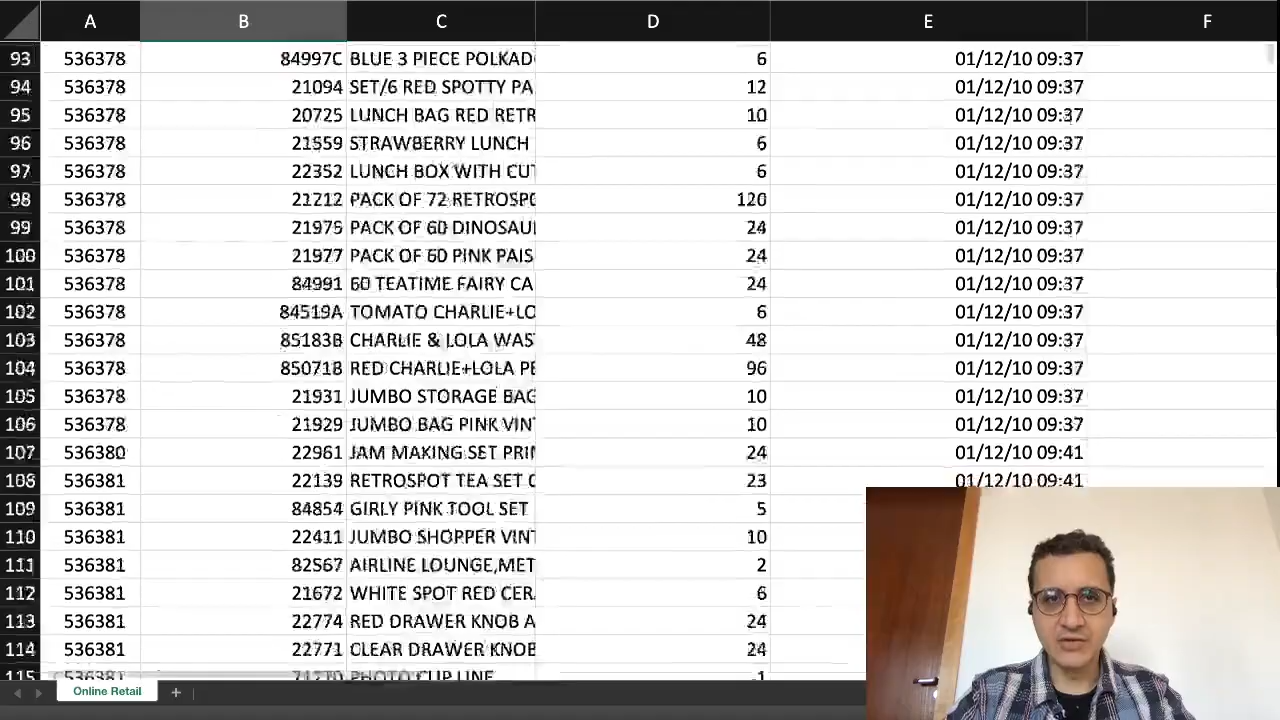 A B C D E F
93 536378 84997C BLUE 3 PIECE POLKADO 6 01/12/10 09:37
94 536378 21094 SET/6 RED SPOTTY PA 12 01/12/10 09:37
95 536378 20725 LUNCH BAG RED RETR 10 01/12/10 09:37
96 536378 21559 STRAWBERRY LUNCH 6 01/12/10 09:37
97 536378 22352 LUNCH BOX WITH CUT 6 01/12/10 09:37
98 536378 21212 PACK OF 72 RETROSPO 120 01/12/10 09:37
99 536378 21975 PACK OF 60 DINOSAU 24 01/12/10 09:37
100 536378 21977 PACK OF 60 PINK PAIS 24 01/12/10 09:37
101 536378 84991 60 TEATIME FAIRY CA 24 01/12/10 09:37
102 536378 84519A TOMATO CHARLIE+LO 6 01/12/10 09:37
103 536378 85183B CHARLIE & LOLA WAS 48 01/12/10 09:37
104 536378 85071B RED CHARLIE+LOLA PE 96 01/12/10 09:37
105 536378 21931 JUMBO STORAGE BAG 10 01/12/10 09:37
106 536378 21929 JUMBO BAG PINK VIN 10 01/12/10 09:37
107 536380 22961 JAM MAKING SET PRI 24 01/12/10 09:41
108 536381 22139 RETROSPOT TEA SET C 23 01/12/10 09:41
109 536381 84854 GIRLY PINK TOOL SET 5
110 536381 22411 JUMBO SHOPPER VIN 10
111 536381 82567 AIRLINE LOUNGE,MET 2
112 536381 21672 WHITE SPOT RED CER 6
113 536381 22774 RED DRAWER KNOB A 24
114 536381 22771 CLEAR DRAWER KNOB 24
115 536381 PHOTO CLIP LINE 1
Online Retail +